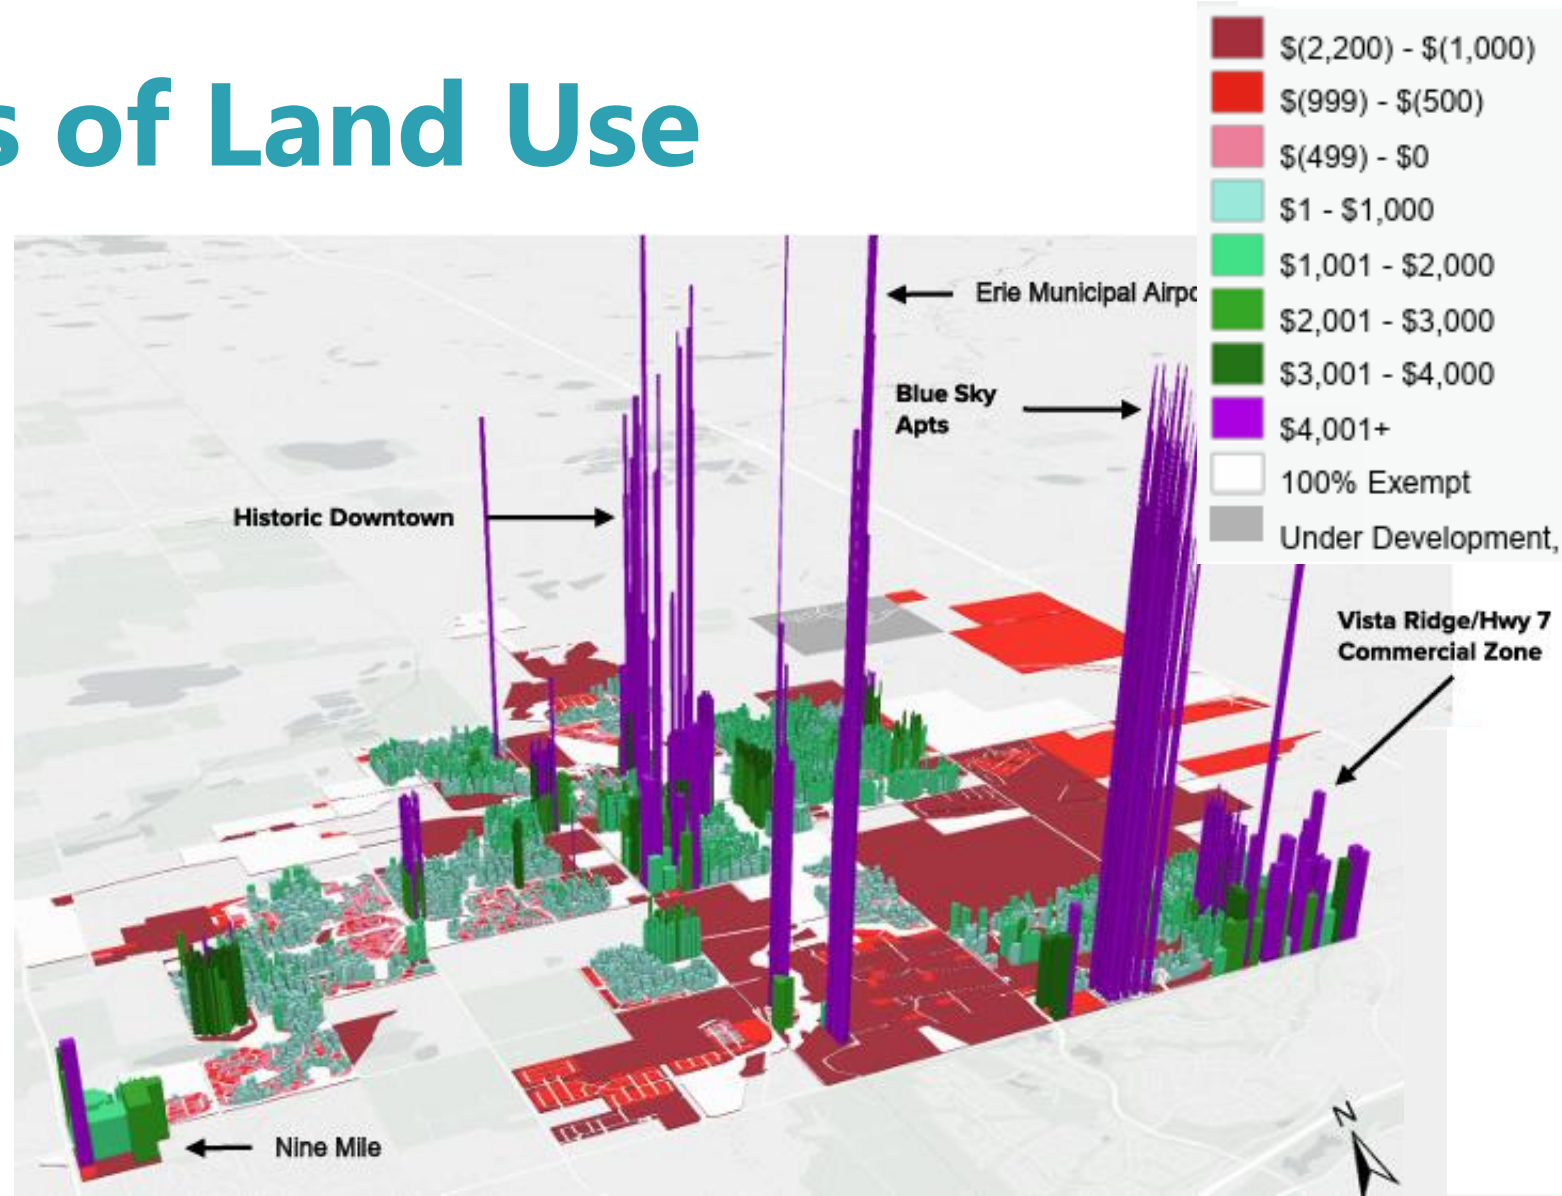 s of Land Use
$(2,200) - $(1,000)
$(999) - $(500)
$(499) - $0
$1 - $1,000
$1,001 - $2,000
$2,001 - $3,000
$3,001 - $4,000
$4,001+
100% Exempt
Under Development,
Erie Municipal Airpo
Blue Sky
Apts
Historic Downtown
Vista Ridge/Hwy 7
Commercial Zone
Nine Mile
N